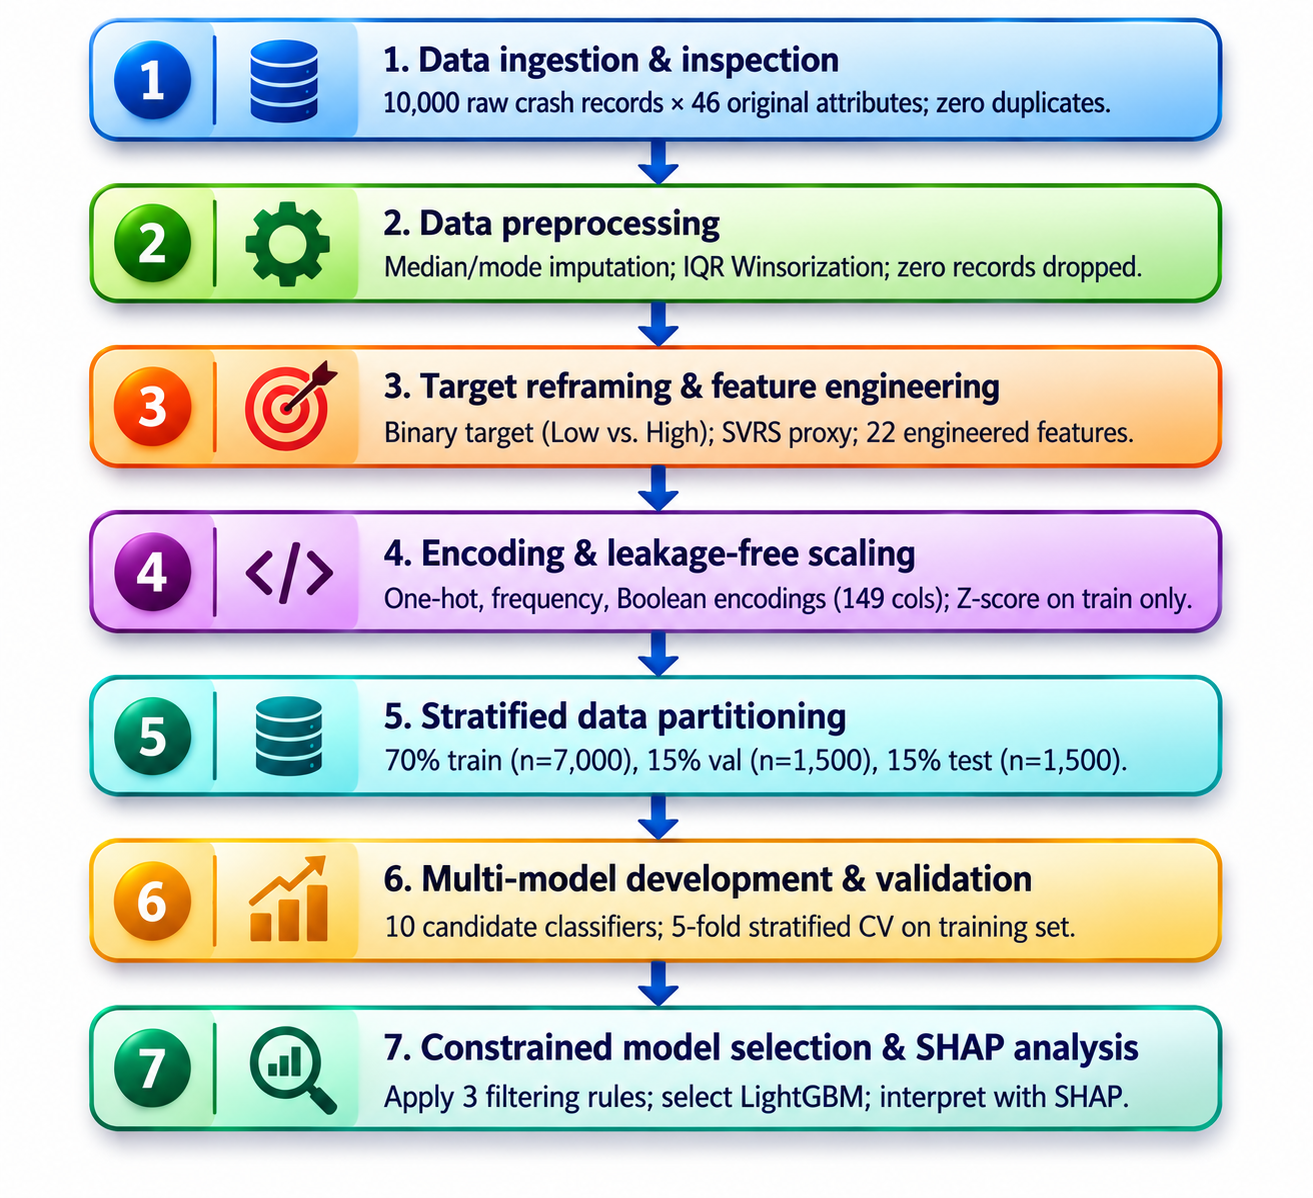 1
1. Data ingestion & inspection
10,000 raw crash records × 46 original attributes; zero duplicates.
2
2. Data preprocessing
Median/mode imputation; IQR Winsorization; zero records dropped.
3
3. Target reframing & feature engineering
Binary target (Low vs. High); SVRS proxy; 22 engineered features.
4
</>
4. Encoding & leakage-free scaling
One-hot, frequency, Boolean encodings (149 cols); Z-score on train only.
5
5. Stratified data partitioning
70% train (n=7,000), 15% val (n=1,500), 15% test (n=1,500).
6
6. Multi-model development & validation
10 candidate classifiers; 5-fold stratified CV on training set.
7
7. Constrained model selection & SHAP analysis
Apply 3 filtering rules; select LightGBM; interpret with SHAP.